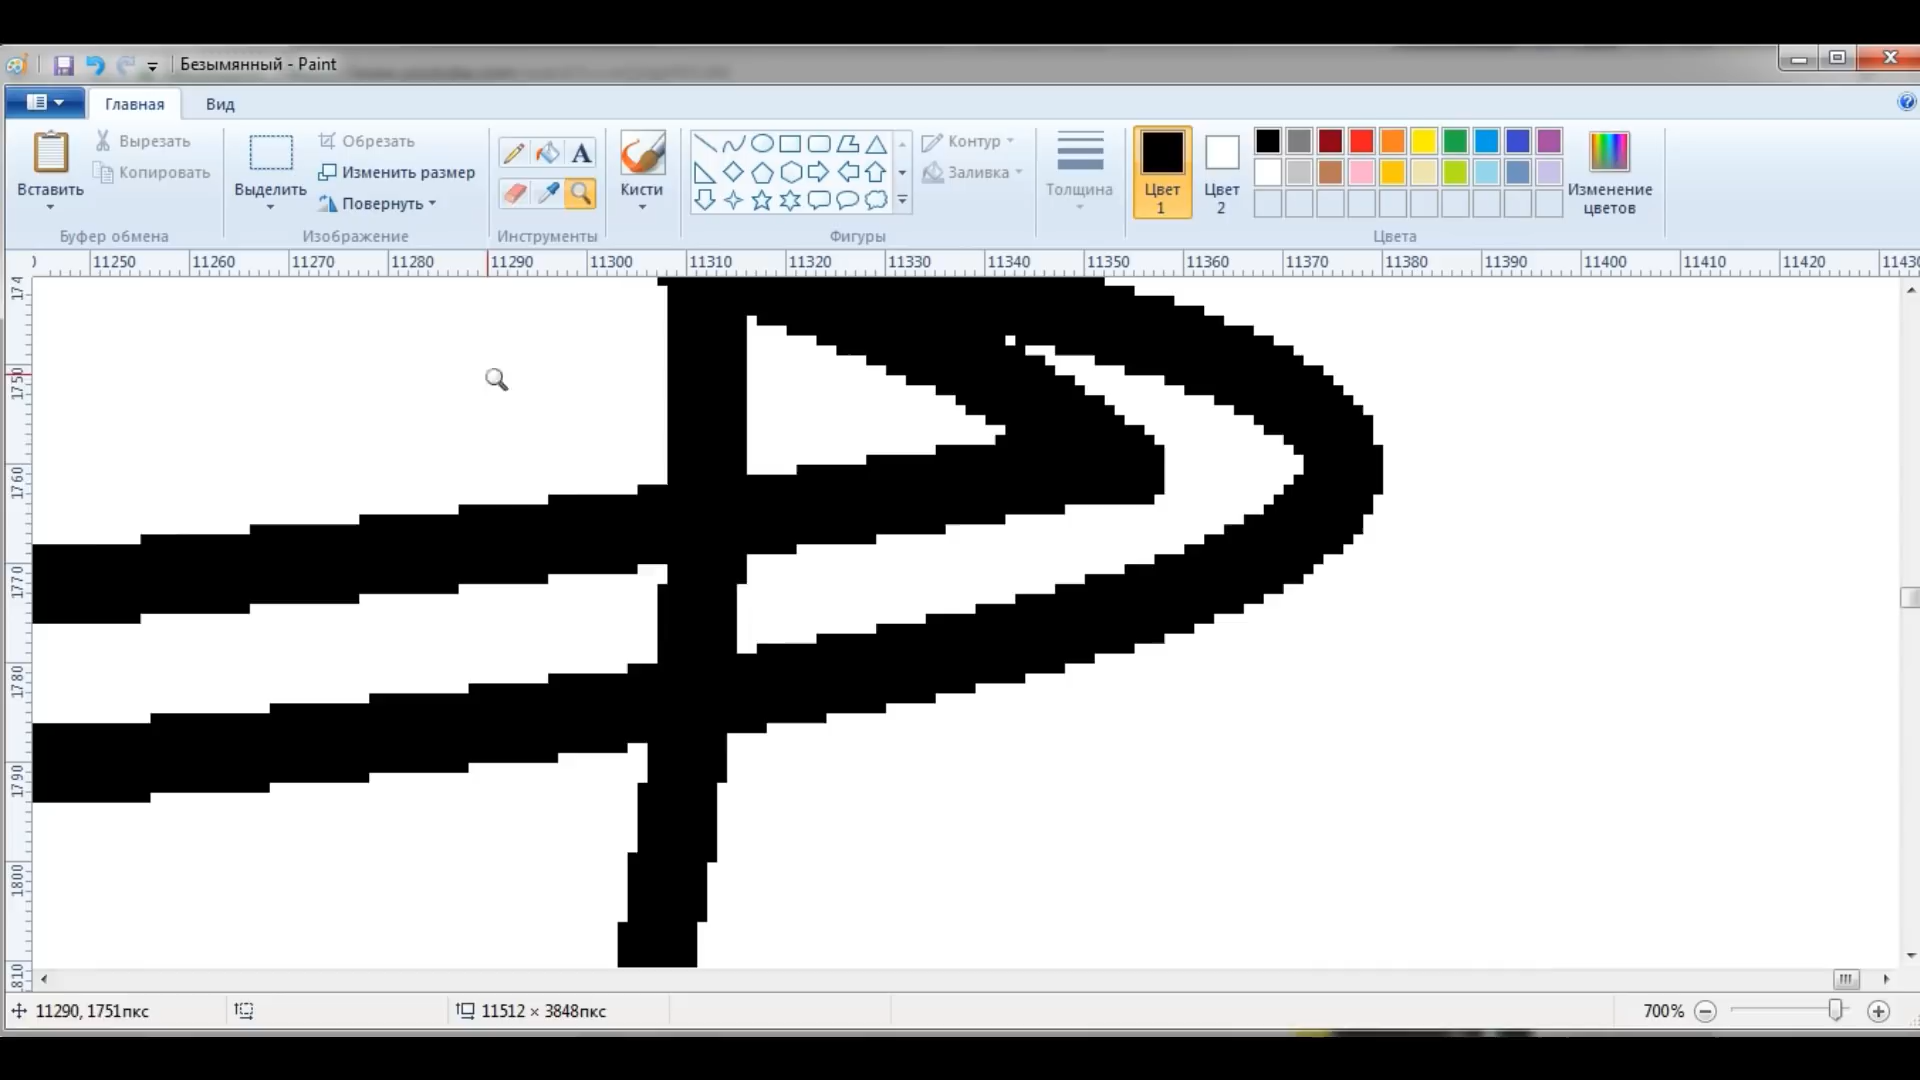 Безымянный - Paint
Главная
Вид
Вставить
Вырезать
Копировать
Буфер обмена
Выделить
Обрезать
Изменить размер
Повернуть
Изображение
A
Инструменты
Кисти
Фигуры
Контур
Заливка
Толщина
Цвет
1
Цвет
2
Изменение
цветов
Цвета
11250 11260 11270 11280 11290 11300 11310 11320 11330 11340 11350 11360 11370 11380 11390 11400 11410 11420 1143
174
1750
1760
1770
1780
1790
1800
810
11290, 1751пкс
11512 × 3848пкс
700%